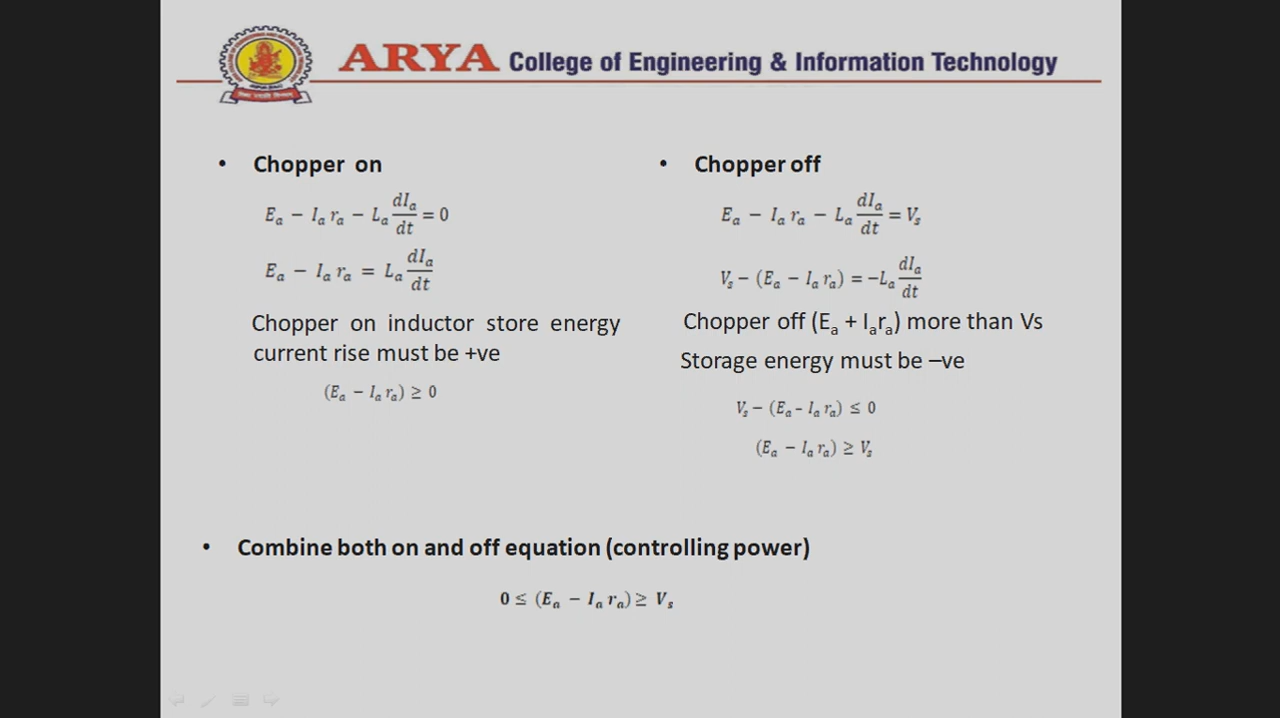 ARYA College of Engineering & Information Technology
• Chopper on
E_a − I_a r_a − L_a dI_a/dt = 0
E_a − I_a r_a = L_a dI_a/dt
Chopper on inductor store energy
current rise must be +ve
(E_a − I_a r_a) ≥ 0
• Chopper off
E_a − I_a r_a − L_a dI_a/dt = V_s
V_s − (E_a − I_a r_a) = −L_a dI_a/dt
Chopper off (E_a + I_a r_a) more than Vs
Storage energy must be –ve
V_s − (E_a - I_a r_a) ≤ 0
(E_a − I_a r_a) ≥ V_s
• Combine both on and off equation (controlling power)
0 ≤ (E_a − I_a r_a) ≥ V_s